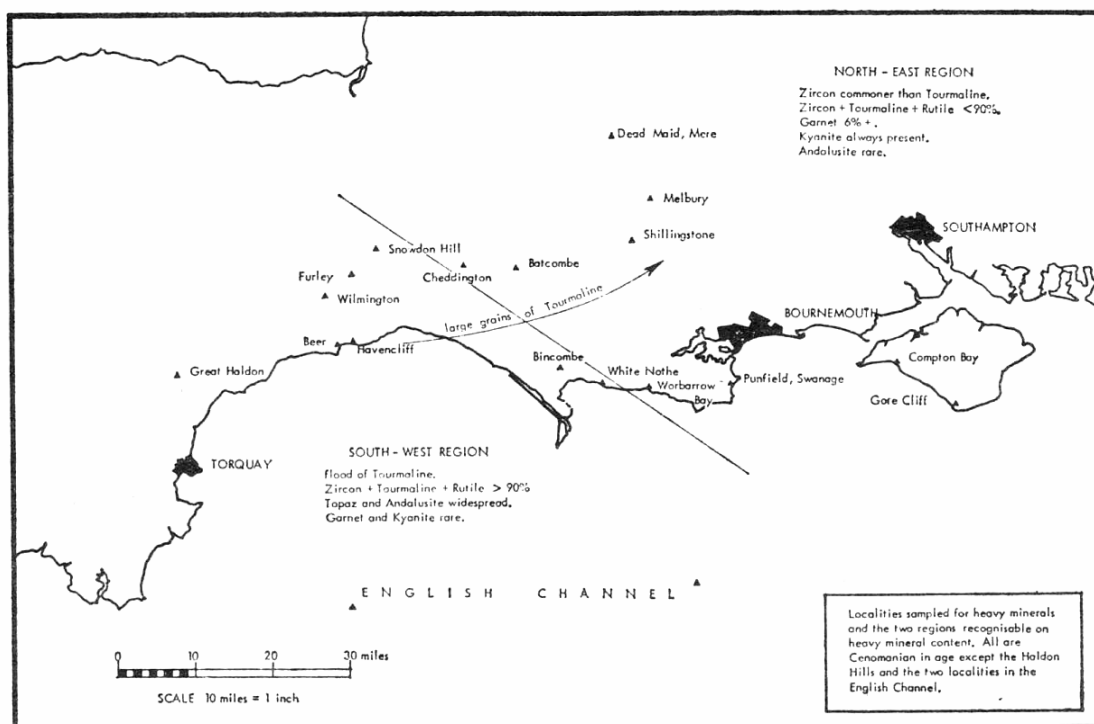 NORTH - EAST REGION
Zircon commoner than Tourmaline.
Zircon + Tourmaline + Rutile <90%.
Garnet 6% +.
Kyanite always present.
Andalusite rare.
Dead Maid, Mere
Melbury
SOUTHAMPTON
Shillingstone
Snowdon Hill
Batcombe
Cheddington
Furley
Wilmington
large grains of Tourmaline
BOURNEMOUTH
Beer
Havencliff
Bincombe
Compton Bay
Great Haldon
White Nothe
Worbarrow
Bay
Punfield, Swanage
Gore Cliff
SOUTH - WEST REGION
TORQUAY
flood of Tourmaline.
Zircon + Tourmaline + Rutile > 90%
Topaz and Andalusite widespread.
Garnet and Kyanite rare.
ENGLISH CHANNEL
Localities sampled for heavy minerals
and the two regions recognisable on
heavy mineral content. All are
Cenomanian in age except the Haldon
Hills and the two localities in the
English Channel.
0 10 20 30 miles
SCALE 10 miles = 1 inch